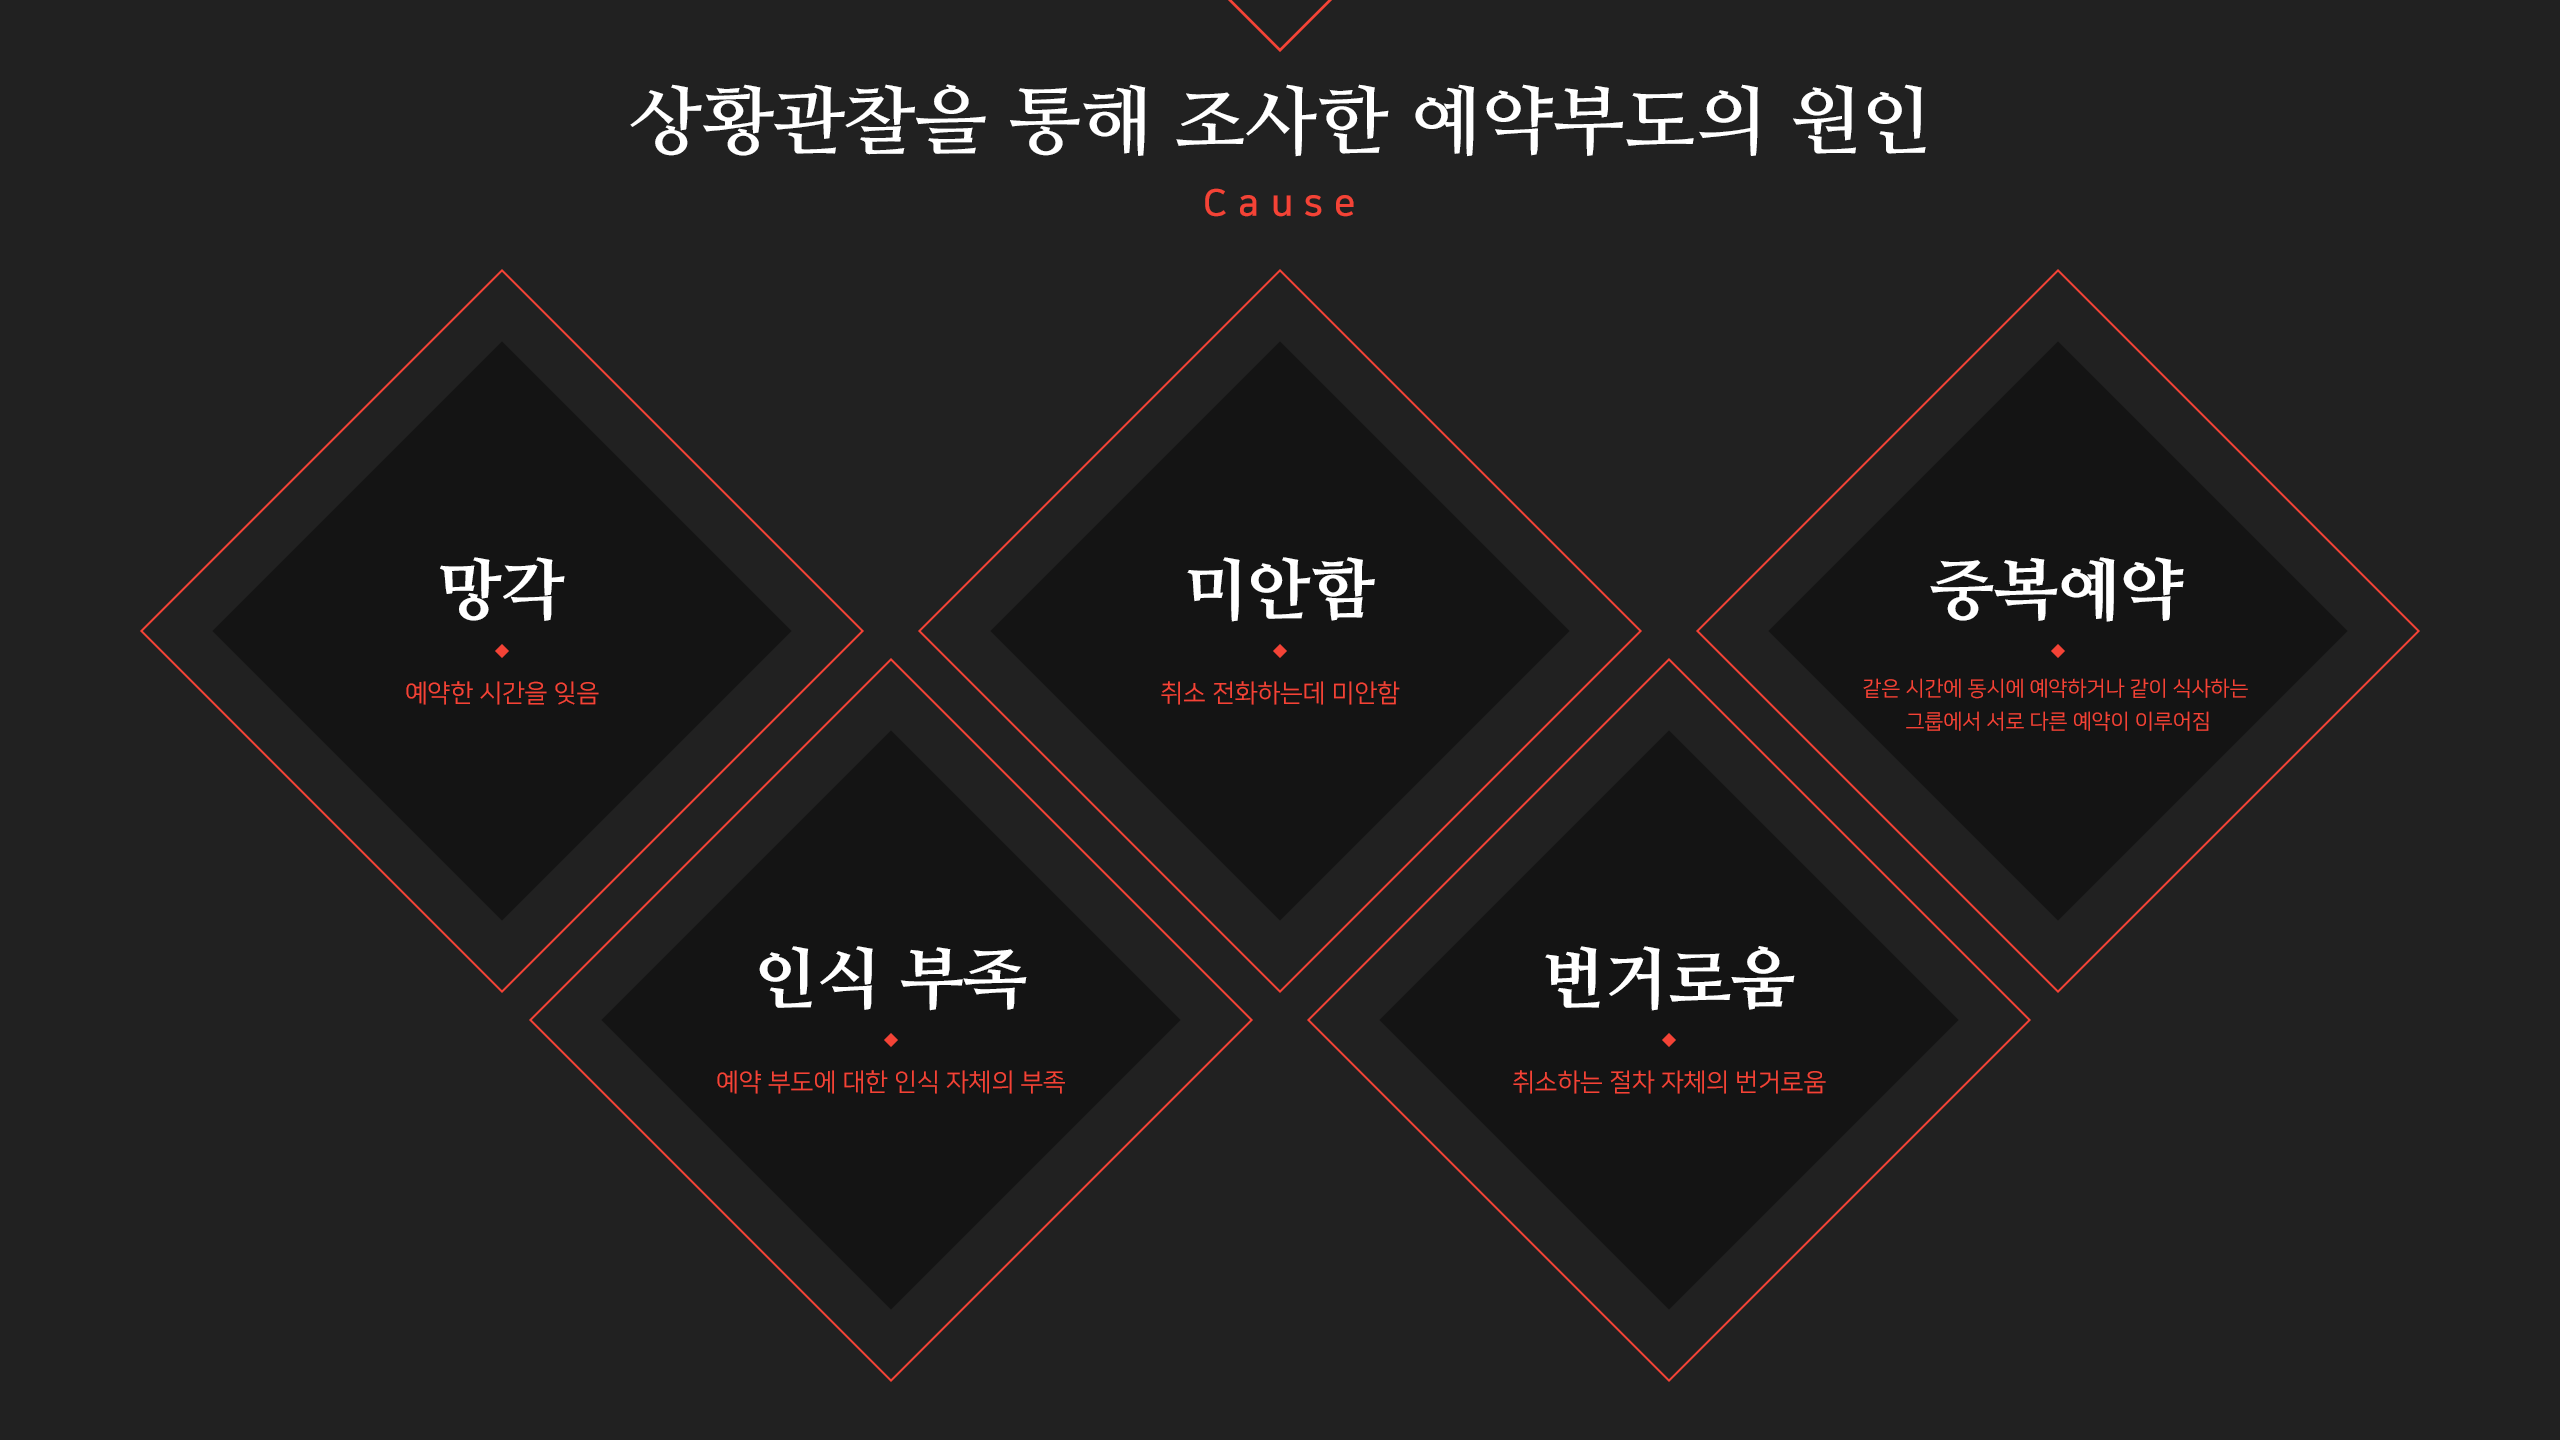 상황관찰을 통해 조사한 예약부도의 원인
Cause
망각
예약한 시간을 잊음
미안함
취소 전화하는데 미안함
중복예약
같은 시간에 동시에 예약하거나 같이 식사하는
그룹에서 서로 다른 예약이 이루어짐
인식 부족
예약 부도에 대한 인식 자체의 부족
번거로움
취소하는 절차 자체의 번거로움